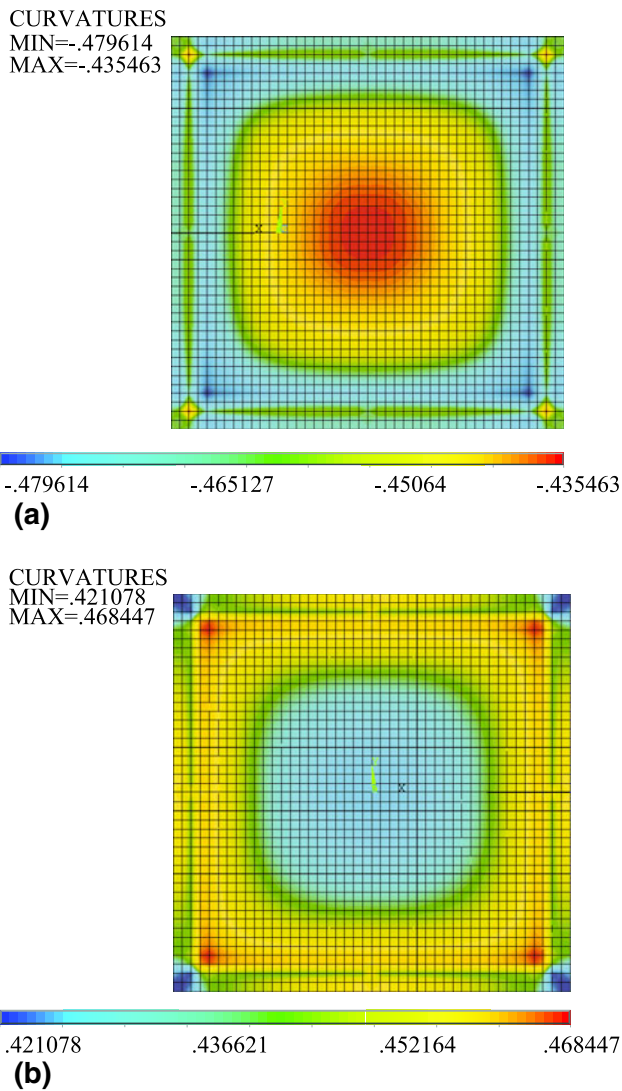 CURVATURES
MIN=-.479614
MAX=-.435463
X
-.479614 -.465127 -.45064 -.435463
(a)
CURVATURES
MIN=.421078
MAX=.468447
X
.421078 .436621 .452164 .468447
(b)